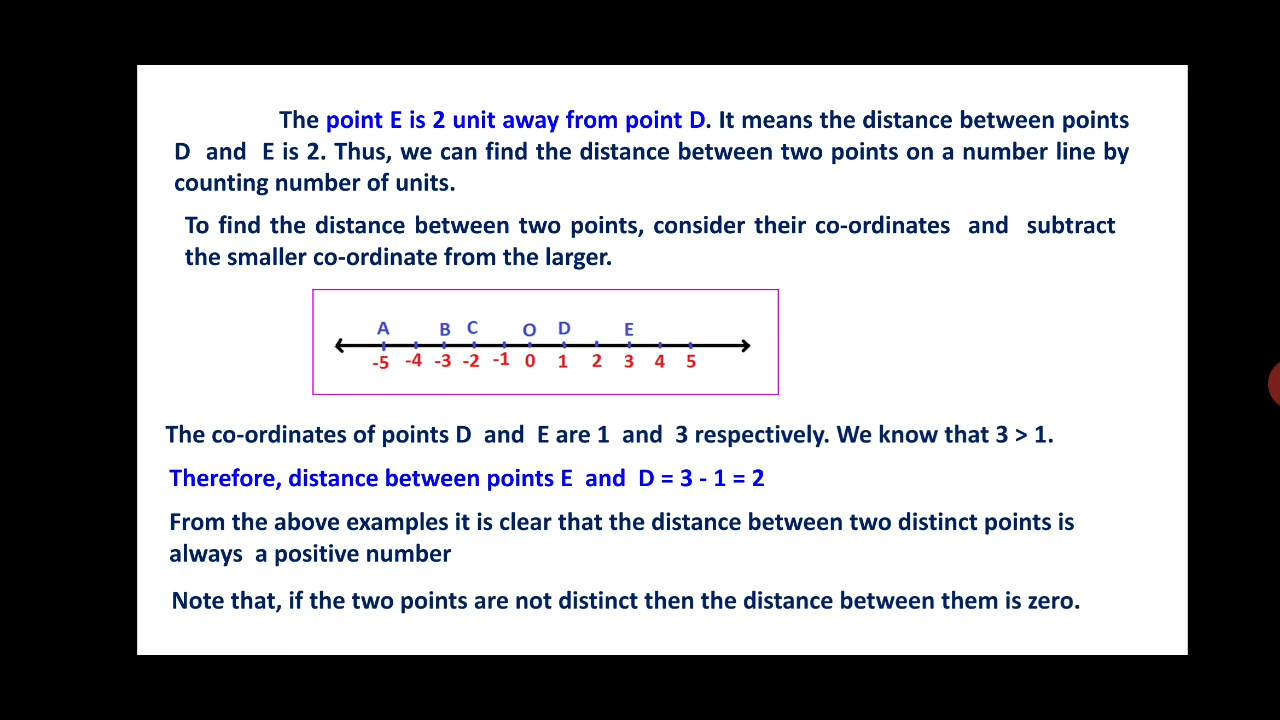 The point E is 2 unit away from point D. It means the distance between points
D and E is 2. Thus, we can find the distance between two points on a number line by
counting number of units.
To find the distance between two points, consider their co-ordinates and subtract
the smaller co-ordinate from the larger.
A B C O D E
-5 -4 -3 -2 -1 0 1 2 3 4 5
The co-ordinates of points D and E are 1 and 3 respectively. We know that 3 > 1.
Therefore, distance between points E and D = 3 - 1 = 2
From the above examples it is clear that the distance between two distinct points is
always a positive number
Note that, if the two points are not distinct then the distance between them is zero.